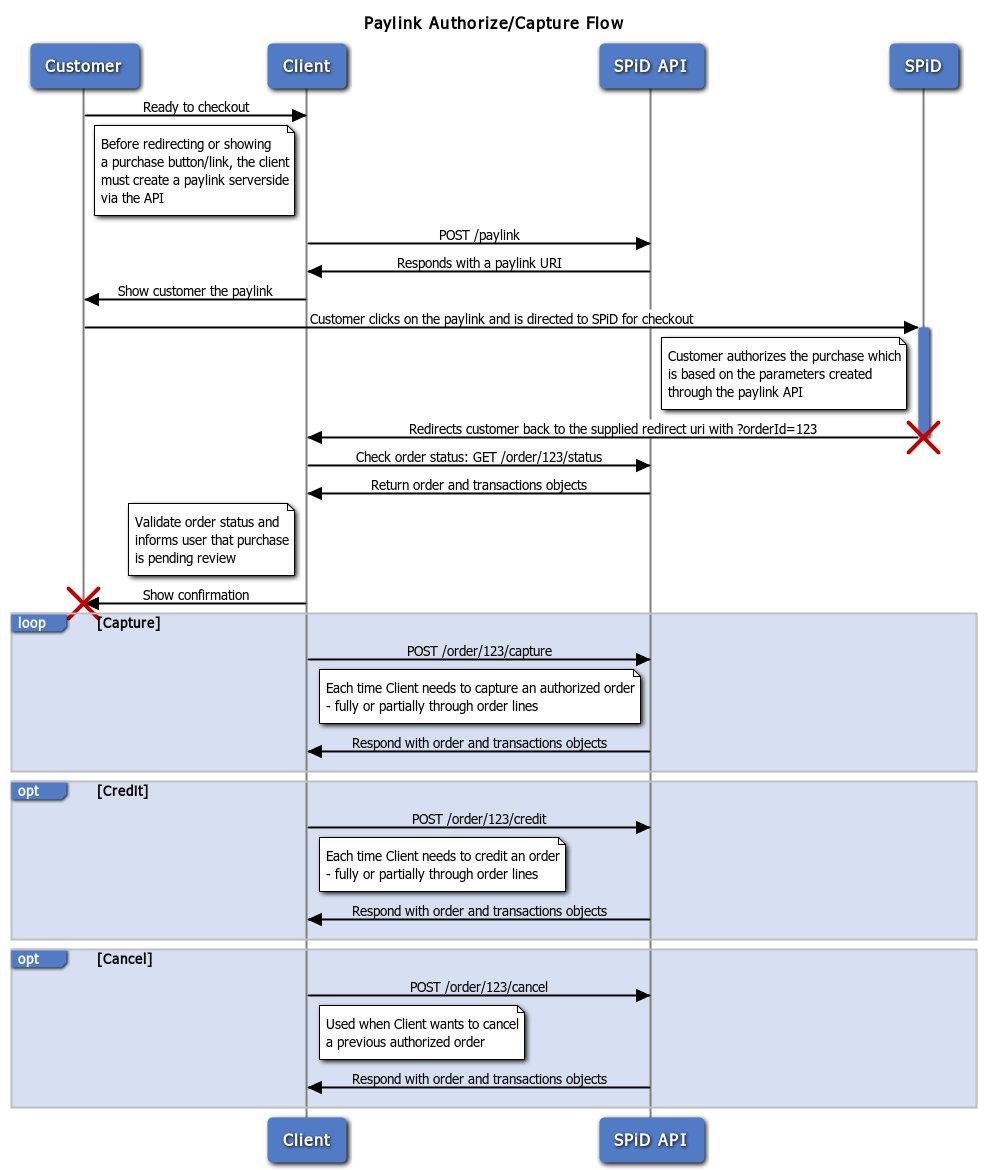 Paylink Authorize/Capture Flow
Customer
Client
SPiD API
SPiD
Ready to checkout
Before redirecting or showing
a purchase button/link, the client
must create a paylink serverside
via the API
POST /paylink
Responds with a paylink URI
Show customer the paylink
Customer clicks on the paylink and is directed to SPiD for checkout
Customer authorizes the purchase which
is based on the parameters created
through the paylink API
Redirects customer back to the supplied redirect uri with ?orderId=123
Check order status: GET /order/123/status
Return order and transactions objects
Validate order status and
informs user that purchase
is pending review
Show confirmation
loop
[Capture]
POST /order/123/capture
Each time Client needs to capture an authorized order
- fully or partially through order lines
Respond with order and transactions objects
opt
[Credit]
POST /order/123/credit
Each time Client needs to credit an order
- fully or partially through order lines
Respond with order and transactions objects
opt
[Cancel]
POST /order/123/cancel
Used when Client wants to cancel
a previous authorized order
Respond with order and transactions objects
Client
SPiD API